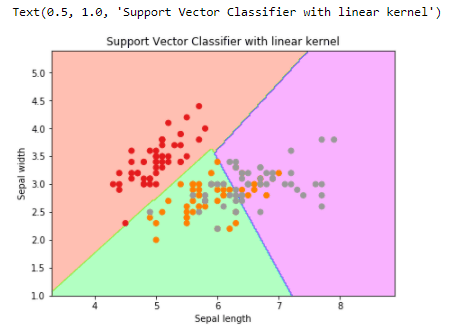 Text(0.5, 1.0, 'Support Vector Classifier with linear kernel')
Support Vector Classifier with linear kernel
5.0
4.5
4.0
3.5
3.0
2.5
2.0
1.5
1.0
Sepal width
4 5 6 7 8
Sepal length